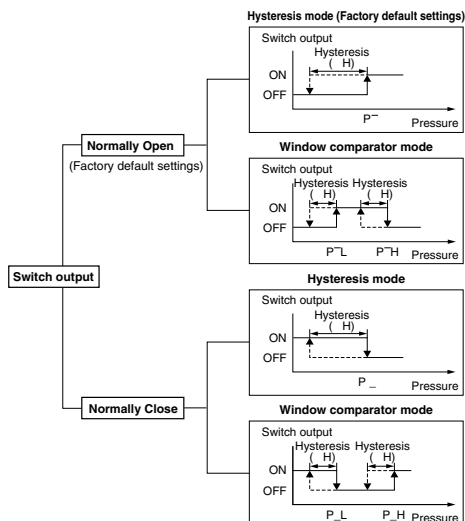 Hysteresis mode (Factory default settings)
Switch output
Hysteresis
( H)
ON
OFF
P¯
Pressure
Normally Open
(Factory default settings)
Window comparator mode
Switch output
Hysteresis Hysteresis
( H) ( H)
ON
OFF
P¯L P¯H
Pressure
Switch output
Hysteresis mode
Switch output
Hysteresis
( H)
ON
OFF
P _
Pressure
Normally Close
Window comparator mode
Switch output
Hysteresis Hysteresis
( H) ( H)
ON
OFF
P_L P_H Pressure